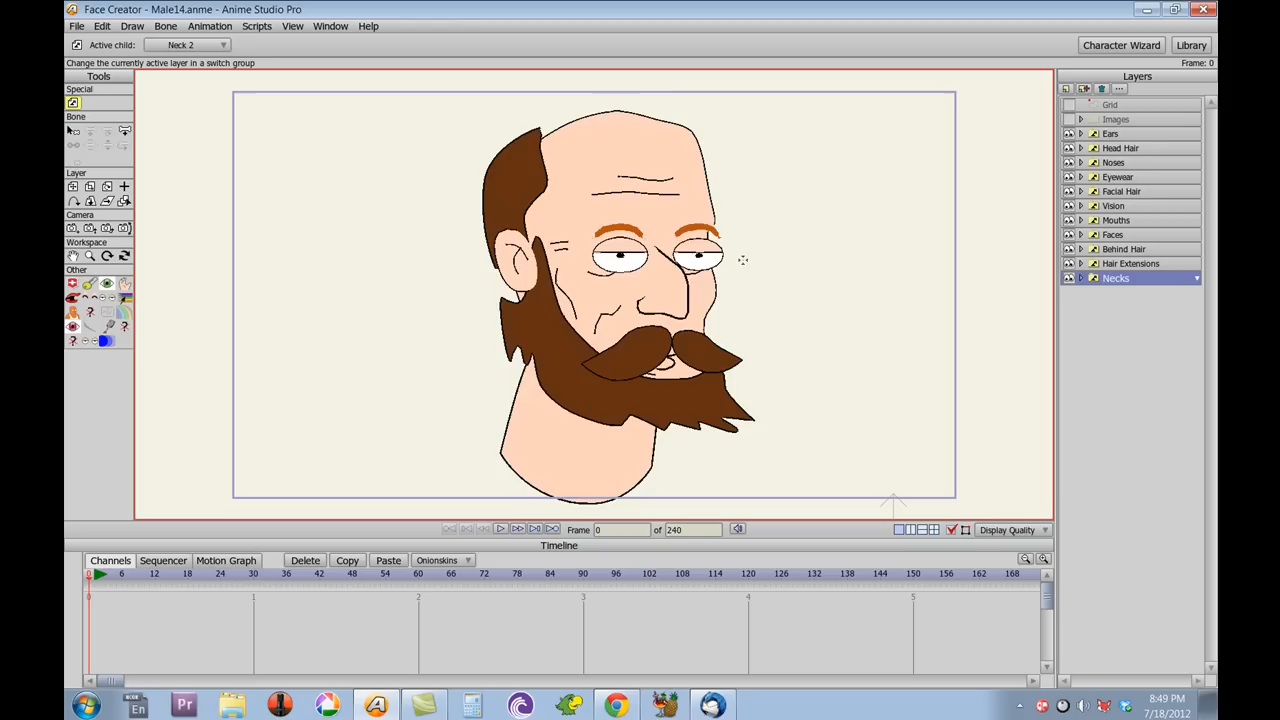 Face Creator - Male14.anme - Anime Studio Pro
File Edit Draw Bone Animation Scripts View Window Help
Active child: Neck 2 Character Wizard Library
Change the currently active layer in a switch group Frame: 0
Tools Layers
Special
Grid
Bone
Images
Ears
Head Hair
Noses
Layer
Eyewear
Facial Hair
Vision
Camera
Mouths
Faces
Workspace
Behind Hair
Hair Extensions
Other
Necks
Frame 0 of 240 Display Quality
Timeline
Channels Sequencer Motion Graph Delete Copy Paste Onionskins
0 6 12 18 24 30 36 42 48 54 60 66 72 78 84 90 96 102 108 114 120 126 132 138 144 150 156 162 168
0 1 2 3 4 5
En Pr
8:49 PM
7/18/2012